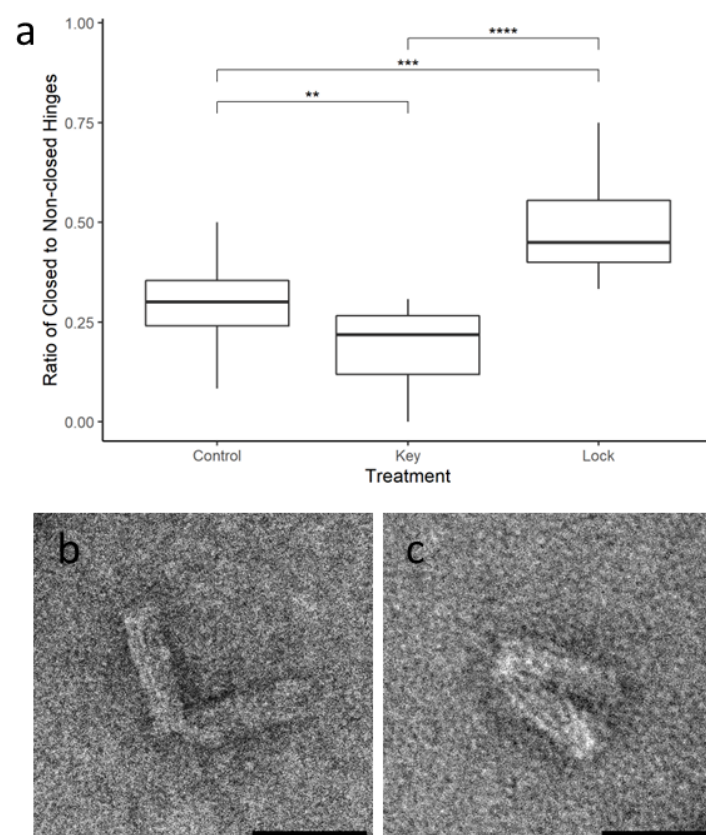 a
1.00
0.75
0.50
0.25
0.00
Ratio of Closed to Non-closed Hinges
****
***
**
Control Key Lock
Treatment
b c